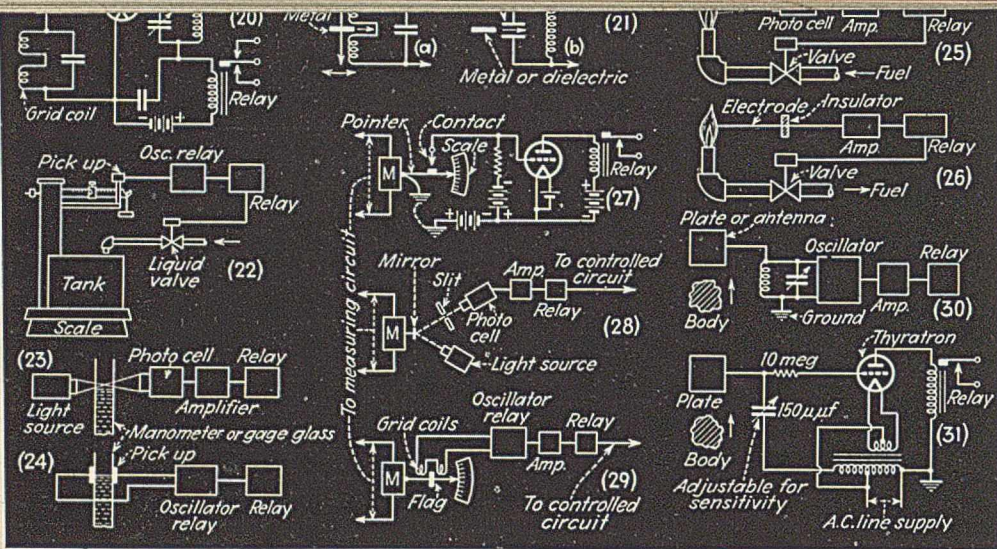 (20)
Metal
(a)
(b)
(21)
Photo cell Amp. Relay
(25)
Valve
Fuel
Grid coil
Relay
Metal or dielectric
Electrode
Insulator
Amp. Relay
Valve
(26)
Fuel
Pick up
Osc. relay
Relay
Liquid
valve
(22)
Tank
Scale
Pointer
Contact
Scale
M
Relay
(27)
To measuring circuit
Mirror
Slit
Amp.
To controlled
circuit
Relay
M
Photo
cell
(28)
Light source
Plate or antenna
Oscillator
Relay
Amp.
(30)
Body
Ground
(23)
Photo cell Relay
Light
source
Amplifier
Manometer or gage glass
Pick up
(24)
Oscillator
relay
Relay
Grid coils
Oscillator
relay
Relay
Amp.
M
Flag
(29)
To controlled
circuit
Thyratron
10 meg
Plate
150μμf
Relay
(31)
Body
Adjustable for
sensitivity
A.C. line supply